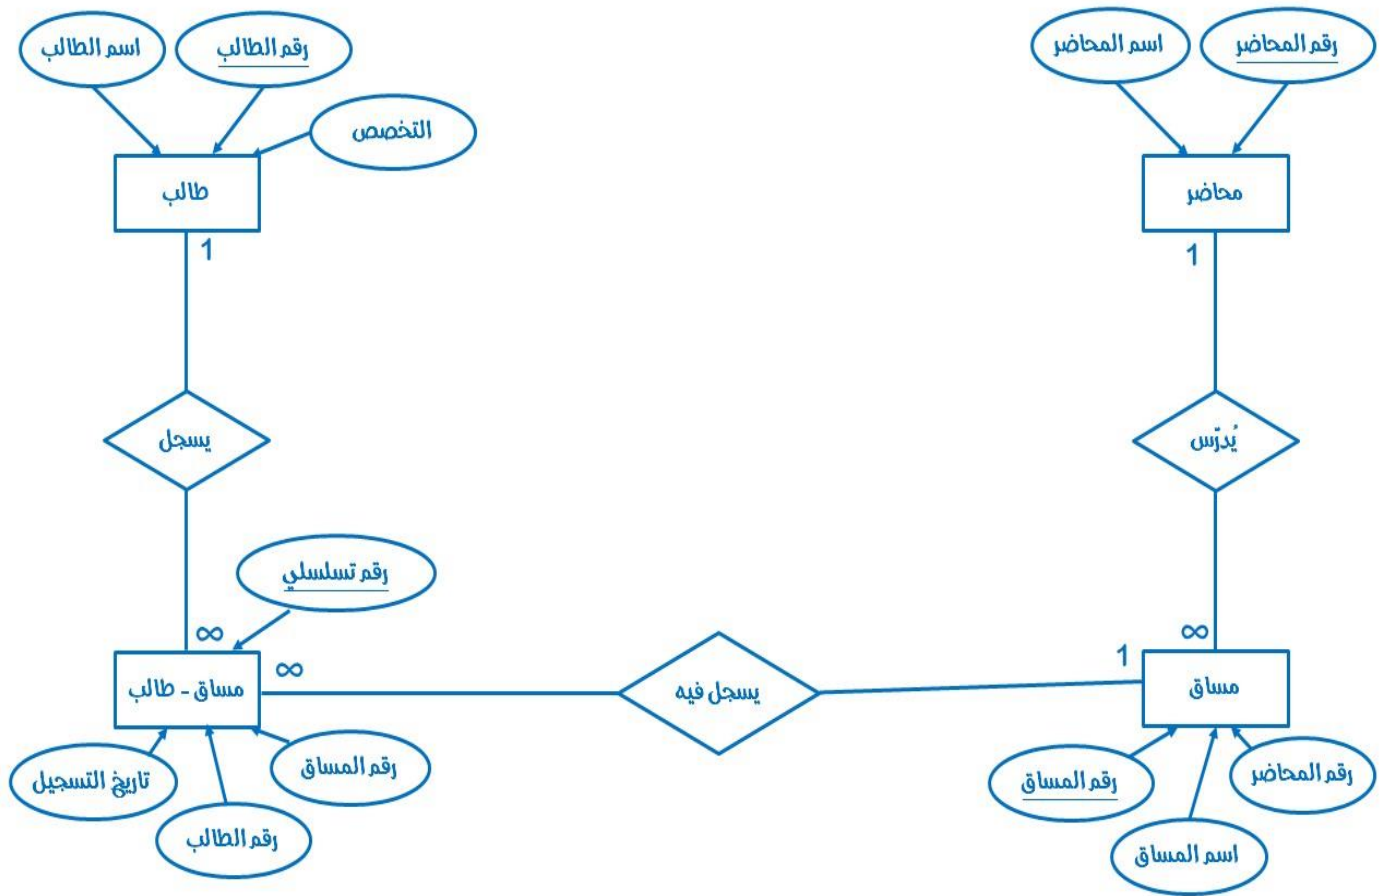 رقم المحاضر
اسم المحاضر
رقم الطالب
اسم الطالب
التخصص
محاضر
طالب
1
1
يُدرّس
يسجل
رقم تسلسلي
∞
∞
1
∞
مساق
يسجل فيه
مساق - طالب
رقم المحاضر
رقم المساق
اسم المساق
رقم المساق
تاريخ التسجيل
رقم الطالب